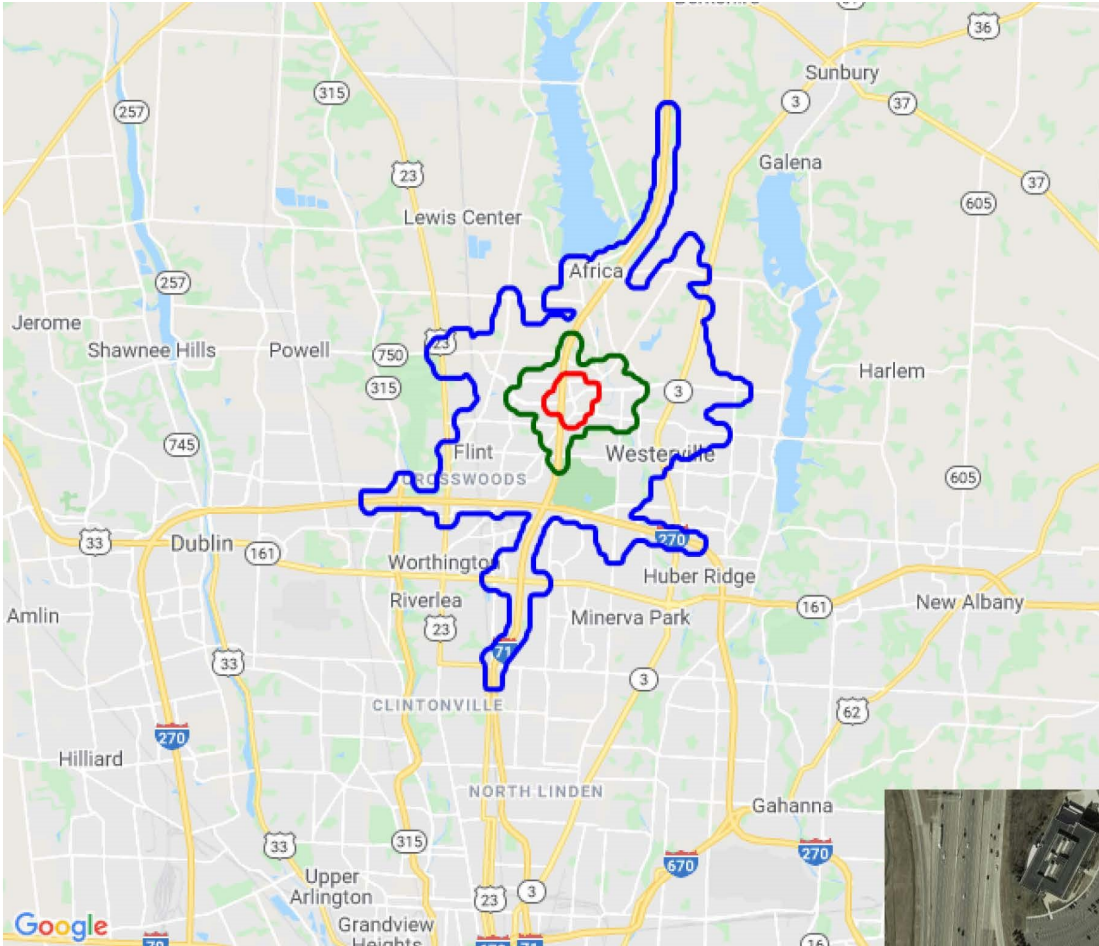 36
Sunbury
315
257
3
37
Galena
23
37
605
Lewis Center
Africa
257
Jerome
Shawnee Hills
Powell
750
23
315
3
Harlem
745
Flint
Westerville
CROSSWOODS
605
33
Dublin
161
270
Worthington
Huber Ridge
Amlin
Riverlea
161
New Albany
23
Minerva Park
33
71
3
CLINTONVILLE
62
270
Hilliard
NORTH LINDEN
Gahanna
33
315
670
270
Upper
Arlington
23
3
Grandview
Heights
Google
16